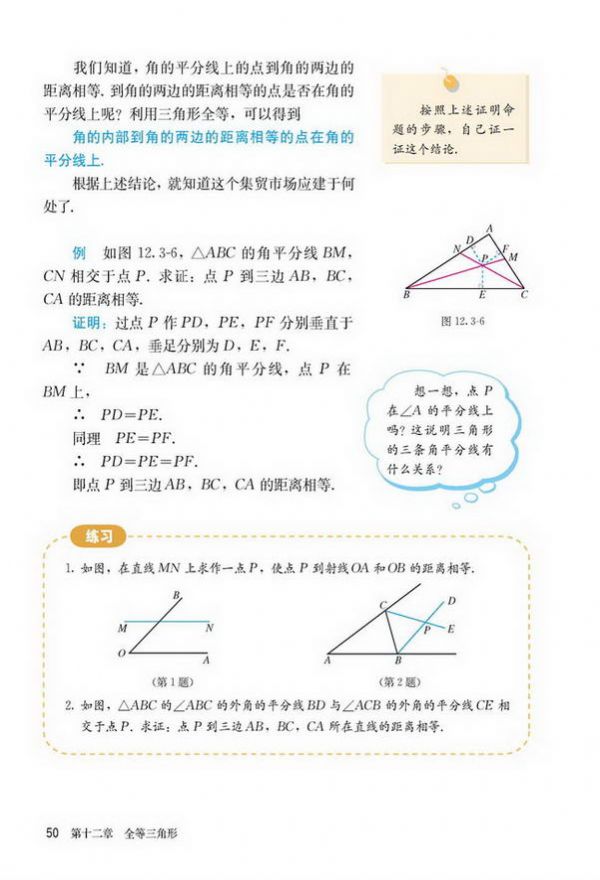 我们知道，角的平分线上的点到角的两边的
距离相等. 到角的两边的距离相等的点是否在角的
平分线上呢？利用三角形全等，可以得到
角的内部到角的两边的距离相等的点在角的
平分线上.
根据上述结论，就知道这个集贸市场应建于何
处了.
按照上述证明命
题的步骤，自己证一
证这个结论.
例 如图 12.3-6，△ABC 的角平分线 BM，
CN 相交于点 P. 求证：点 P 到三边 AB，BC，
CA 的距离相等.
证明：过点 P 作 PD，PE，PF 分别垂直于
AB，BC，CA，垂足分别为 D，E，F.
∵ BM 是△ABC 的角平分线，点 P 在
BM 上，
∴ PD=PE.
同理 PE=PF.
∴ PD=PE=PF.
即点 P 到三边 AB，BC，CA 的距离相等.
A
D
N
F
P
M
B
E
C
图 12.3-6
想一想，点 P
在∠A 的平分线上
吗？这说明三角形
的三条角平分线有
什么关系？
练习
1. 如图，在直线 MN 上求作一点 P，使点 P 到射线 OA 和 OB 的距离相等.
B
M
N
O
A
（第 1 题）
C
D
P
E
A
B
（第 2 题）
2. 如图，△ABC 的∠ABC 的外角的平分线 BD 与∠ACB 的外角的平分线 CE 相
交于点 P. 求证：点 P 到三边 AB，BC，CA 所在直线的距离相等.
50 第十二章 全等三角形